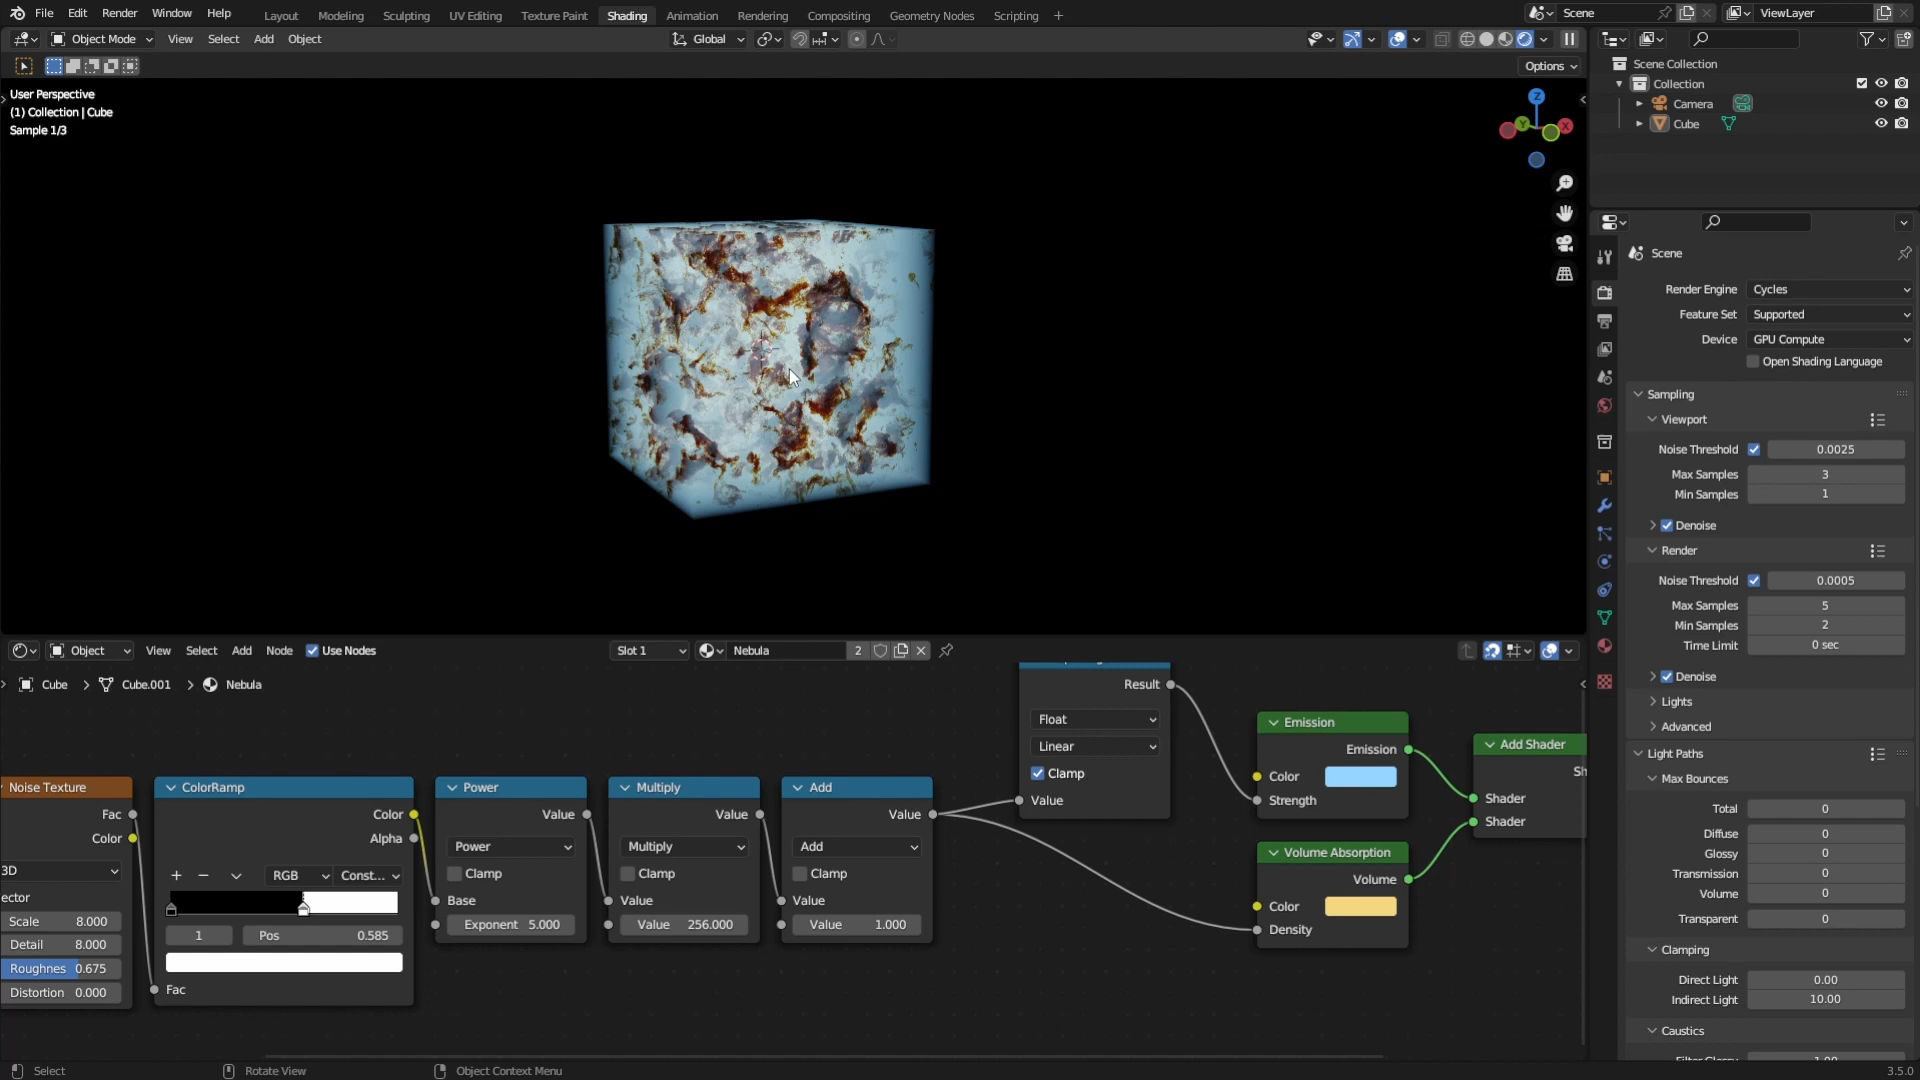 File Edit Render Window Help Layout Modeling Sculpting UV Editing Texture Paint Shading Animation Rendering Compositing Geometry Nodes Scripting + Scene ViewLayer
Object Mode View Select Add Object Global
Options
User Perspective
(1) Collection | Cube
Sample 1/3
Z
Y
X
Scene Collection
Collection
Camera
Cube
Scene
Render Engine Cycles
Feature Set Supported
Device GPU Compute
Open Shading Language
Sampling
Viewport
Noise Threshold 0.0025
Max Samples 3
Min Samples 1
Denoise
Render
Noise Threshold 0.0005
Max Samples 5
Min Samples 2
Time Limit 0 sec
Denoise
Lights
Advanced
Light Paths
Max Bounces
Total 0
Diffuse 0
Glossy 0
Transmission 0
Volume 0
Transparent 0
Clamping
Direct Light 0.00
Indirect Light 10.00
Caustics
Object View Select Add Node Use Nodes Slot 1 Nebula 2
Cube > Cube.001 > Nebula
Noise Texture
Fac
Color
3D
ector
Scale 8.000
Detail 8.000
Roughnes 0.675
Distortion 0.000
ColorRamp
Color
Alpha
+ − RGB Const...
1 Pos 0.585
Fac
Power
Value
Power
Clamp
Base
Exponent 5.000
Multiply
Value
Multiply
Clamp
Value
Value 256.000
Add
Value
Add
Clamp
Value
Value 1.000
Result
Float
Linear
Clamp
Value
Emission
Emission
Color
Strength
Volume Absorption
Volume
Color
Density
Add Shader
Sh
Shader
Shader
Select Rotate View Object Context Menu 3.5.0